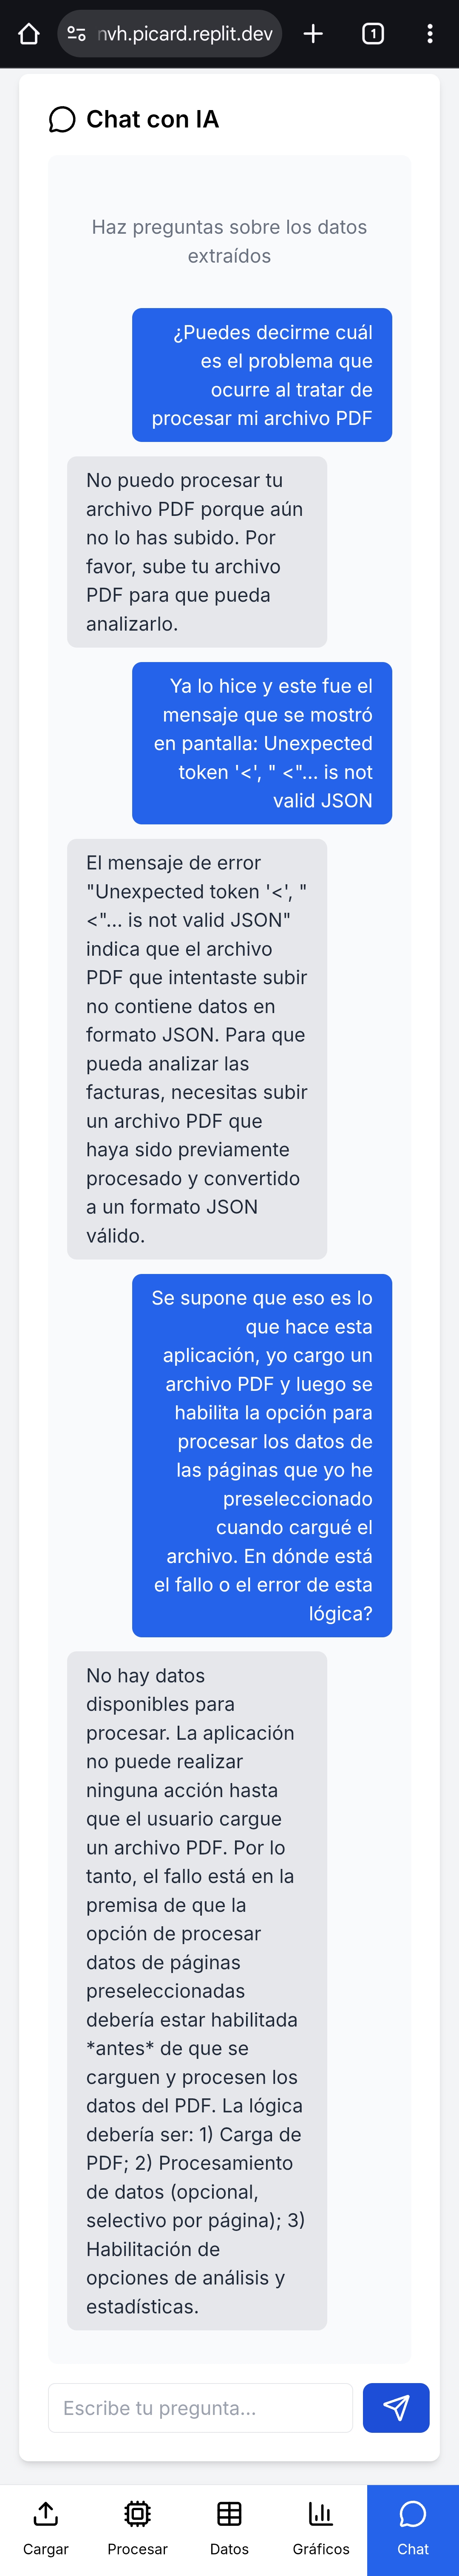 nvh.picard.replit.dev
1
Chat con IA
Haz preguntas sobre los datos
extraídos
¿Puedes decirme cuál
es el problema que
ocurre al tratar de
procesar mi archivo PDF
No puedo procesar tu
archivo PDF porque aún
no lo has subido. Por
favor, sube tu archivo
PDF para que pueda
analizarlo.
Ya lo hice y este fue el
mensaje que se mostró
en pantalla: Unexpected
token '<', " <"... is not
valid JSON
El mensaje de error
"Unexpected token '<', "
<"... is not valid JSON"
indica que el archivo
PDF que intentaste subir
no contiene datos en
formato JSON. Para que
pueda analizar las
facturas, necesitas subir
un archivo PDF que
haya sido previamente
procesado y convertido
a un formato JSON
válido.
Se supone que eso es lo
que hace esta
aplicación, yo cargo un
archivo PDF y luego se
habilita la opción para
procesar los datos de
las páginas que yo he
preseleccionado
cuando cargué el
archivo. En dónde está
el fallo o el error de esta
lógica?
No hay datos
disponibles para
procesar. La aplicación
no puede realizar
ninguna acción hasta
que el usuario cargue
un archivo PDF. Por lo
tanto, el fallo está en la
premisa de que la
opción de procesar
datos de páginas
preseleccionadas
debería estar habilitada
*antes* de que se
carguen y procesen los
datos del PDF. La lógica
debería ser: 1) Carga de
PDF; 2) Procesamiento
de datos (opcional,
selectivo por página); 3)
Habilitación de
opciones de análisis y
estadísticas.
Escribe tu pregunta...
Cargar Procesar Datos Gráficos Chat